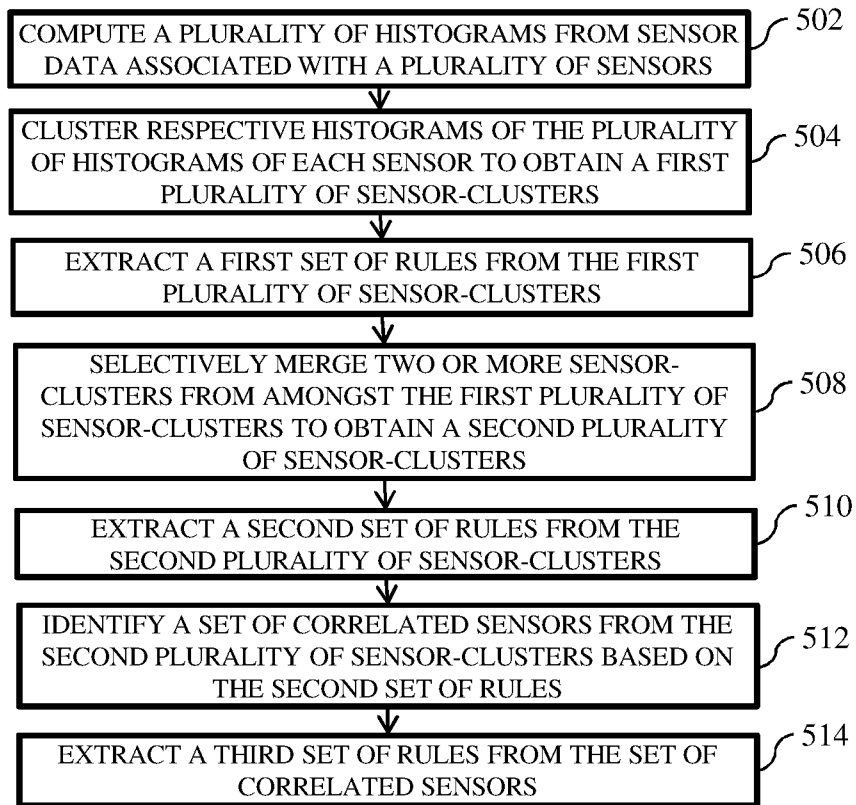 COMPUTE A PLURALITY OF HISTOGRAMS FROM SENSOR
DATA ASSOCIATED WITH A PLURALITY OF SENSORS
502
CLUSTER RESPECTIVE HISTOGRAMS OF THE PLURALITY
OF HISTOGRAMS OF EACH SENSOR TO OBTAIN A FIRST
PLURALITY OF SENSOR-CLUSTERS
504
EXTRACT A FIRST SET OF RULES FROM THE FIRST
PLURALITY OF SENSOR-CLUSTERS
506
SELECTIVELY MERGE TWO OR MORE SENSOR-
CLUSTERS FROM AMONGST THE FIRST PLURALITY OF
SENSOR-CLUSTERS TO OBTAIN A SECOND PLURALITY
OF SENSOR-CLUSTERS
508
EXTRACT A SECOND SET OF RULES FROM THE
SECOND PLURALITY OF SENSOR-CLUSTERS
510
IDENTIFY A SET OF CORRELATED SENSORS FROM THE
SECOND PLURALITY OF SENSOR-CLUSTERS BASED ON
THE SECOND SET OF RULES
512
EXTRACT A THIRD SET OF RULES FROM THE SET OF
CORRELATED SENSORS
514